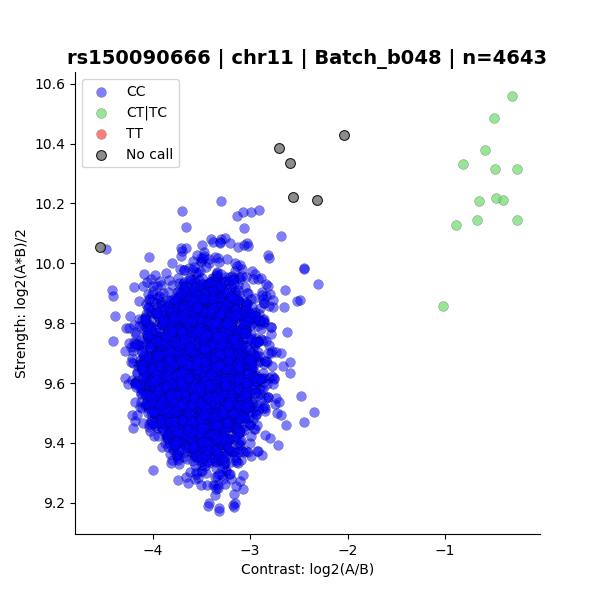 rs150090666 | chr11 | Batch_b048 | n=4643
CC
CT|TC
TT
No call
Strength: log2(A*B)/2
10.6
10.4
10.2
10.0
9.8
9.6
9.4
9.2
−4
−3
−2
−1
Contrast: log2(A/B)